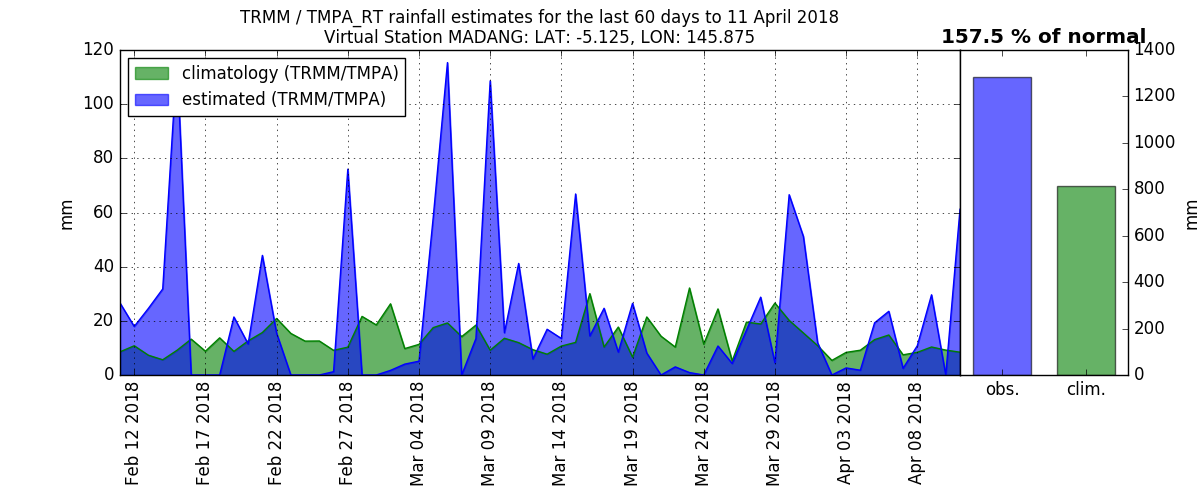 TRMM / TMPA_RT rainfall estimates for the last 60 days to 11 April 2018
Virtual Station MADANG: LAT: -5.125, LON: 145.875
157.5 % of normal
climatology (TRMM/TMPA)
estimated (TRMM/TMPA)
mm
120
100
80
60
40
20
0
Feb 12 2018
Feb 17 2018
Feb 22 2018
Feb 27 2018
Mar 04 2018
Mar 09 2018
Mar 14 2018
Mar 19 2018
Mar 24 2018
Mar 29 2018
Apr 03 2018
Apr 08 2018
obs.
clim.
1400
1200
1000
800
600
400
200
0
mm